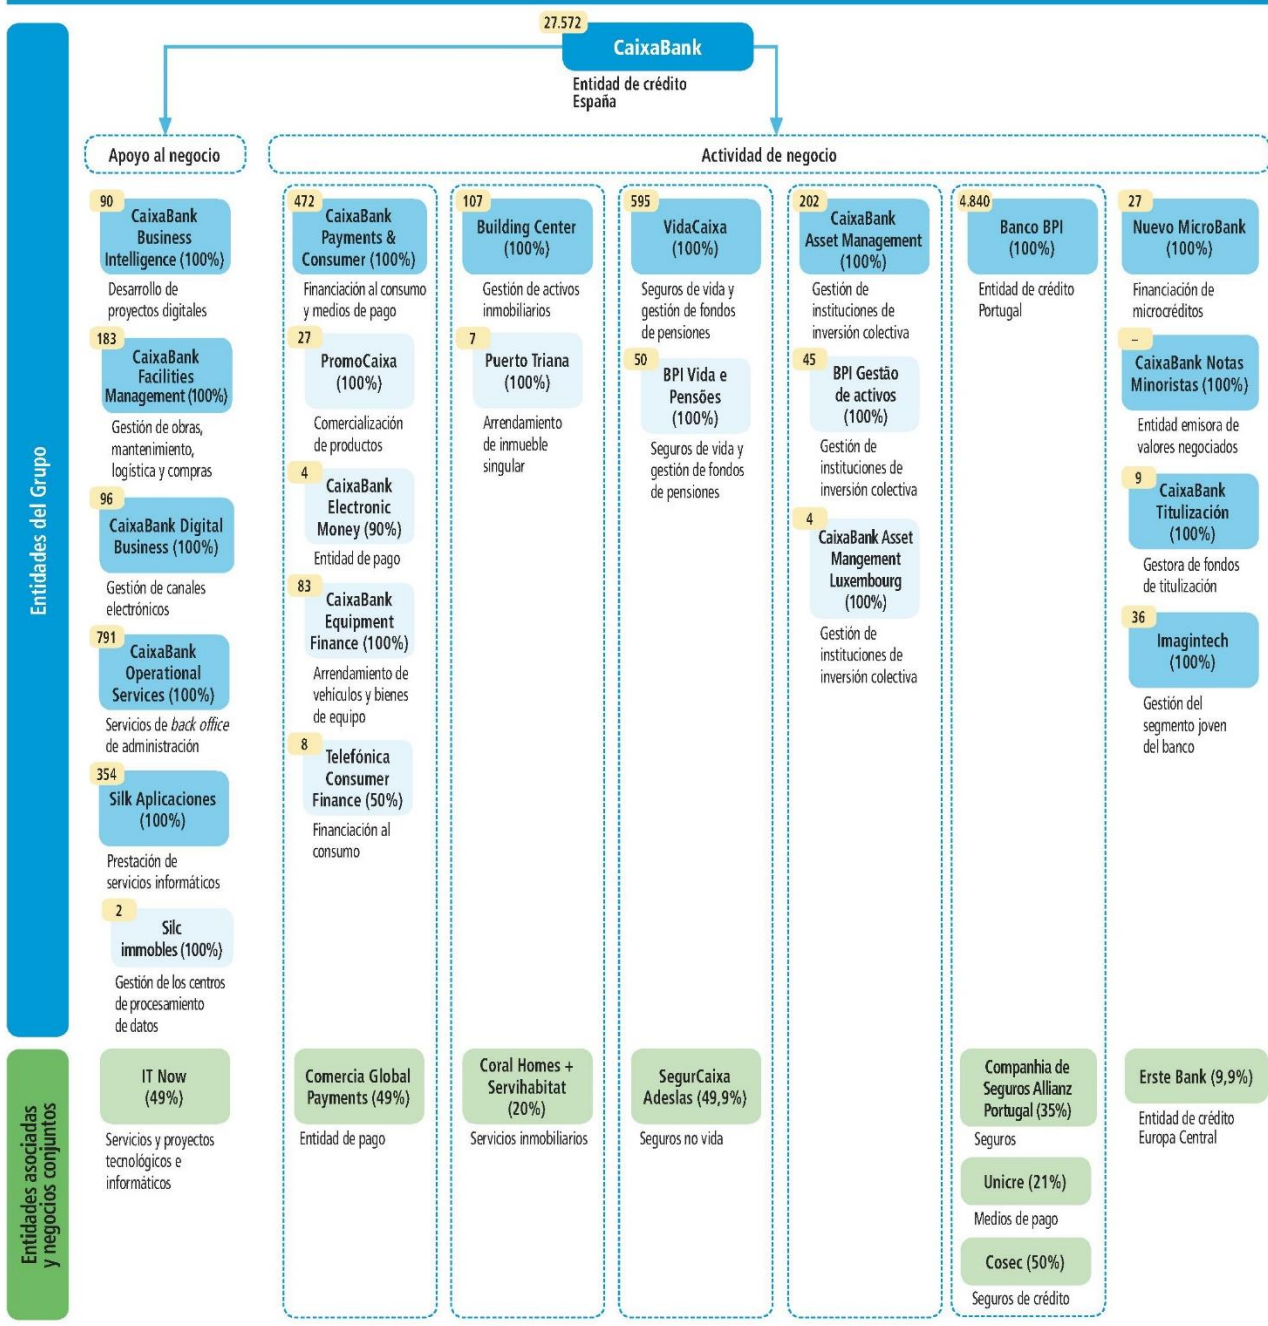 27.572
CaixaBank
Entidad de crédito
España
Apoyo al negocio
Actividad de negocio
Entidades del Grupo
90
CaixaBank
Business
Intelligence (100%)
Desarrollo de
proyectos digitales
183
CaixaBank
Facilities
Management (100%)
Gestión de obras,
mantenimiento,
logística y compras
96
CaixaBank Digital
Business (100%)
Gestión de canales
electrónicos
791
CaixaBank
Operational
Services (100%)
Servicios de back office
de administración
354
Silk Aplicaciones
(100%)
Prestación de
servicios informáticos
2
Silc
immobles (100%)
Gestión de los centros
de procesamiento
de datos
472
CaixaBank
Payments &
Consumer (100%)
Financiación al consumo
y medios de pago
27
PromoCaixa
(100%)
Comercialización
de productos
4
CaixaBank
Electronic
Money (90%)
Entidad de pago
83
CaixaBank
Equipment
Finance (100%)
Arrendamiento de
vehículos y bienes
de equipo
8
Telefónica
Consumer
Finance (50%)
Financiación al
consumo
107
Building Center
(100%)
Gestión de activos
inmobiliarios
7
Puerto Triana
(100%)
Arrendamiento
de inmueble
singular
595
VidaCaixa
(100%)
Seguros de vida y
gestión de fondos
de pensiones
50
BPI Vida e
Pensões
(100%)
Seguros de vida y
gestión de fondos
de pensiones
202
CaixaBank
Asset Management
(100%)
Gestión de
instituciones de
inversión colectiva
45
BPI Gestão
de activos
(100%)
Gestión de
instituciones de
inversión colectiva
4
CaixaBank Asset
Mangement
Luxembourg
(100%)
Gestión de
instituciones de
inversión colectiva
4.840
Banco BPI
(100%)
Entidad de crédito
Portugal
27
Nuevo MicroBank
(100%)
Financiación de
microcréditos
–
CaixaBank Notas
Minoristas (100%)
Entidad emisora de
valores negociados
9
CaixaBank
Titulización
(100%)
Gestora de fondos
de titulización
36
Imagintech
(100%)
Gestión del
segmento joven
del banco
Entidades asociadas
y negocios conjuntos
IT Now
(49%)
Servicios y proyectos
tecnológicos e
informáticos
Comercia Global
Payments (49%)
Entidad de pago
Coral Homes +
Servihabitat
(20%)
Servicios inmobiliarios
SegurCaixa
Adeslas (49,9%)
Seguros no vida
Companhia de
Seguros Allianz
Portugal (35%)
Seguros
Unicre (21%)
Medios de pago
Cosec (50%)
Seguros de crédito
Erste Bank (9,9%)
Entidad de crédito
Europa Central